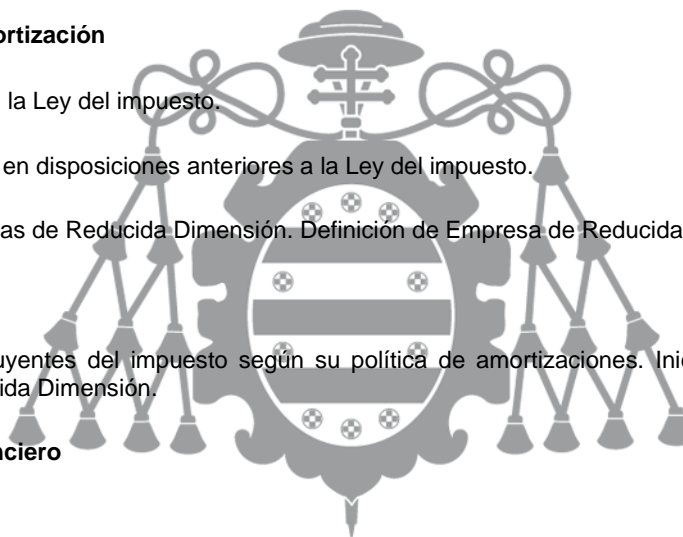 ortización
la Ley del impuesto.
en disposiciones anteriores a la Ley del impuesto.
as de Reducida Dimensión. Definición de Empresa de Reducida
uyentes del impuesto según su política de amortizaciones. Inic
ida Dimensión.
nciero